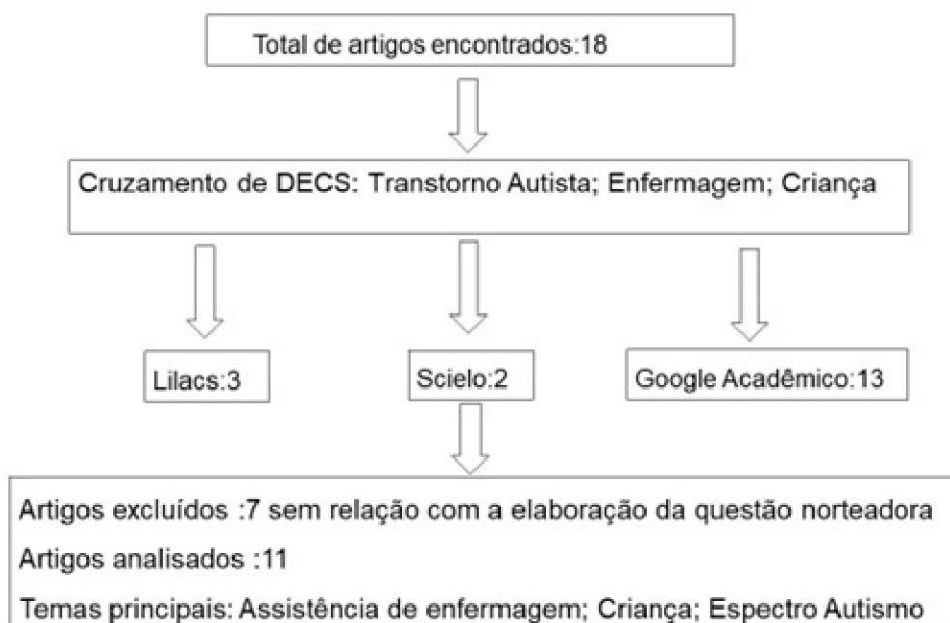 Total de artigos encontrados:18
Cruzamento de DECS: Transtorno Autista; Enfermagem; Criança
Lilacs:3
Scielo:2
Google Acadêmico:13
Artigos excluídos :7 sem relação com a elaboração da questão norteadora
Artigos analisados :11
Temas principais: Assistência de enfermagem; Criança; Espectro Autismo